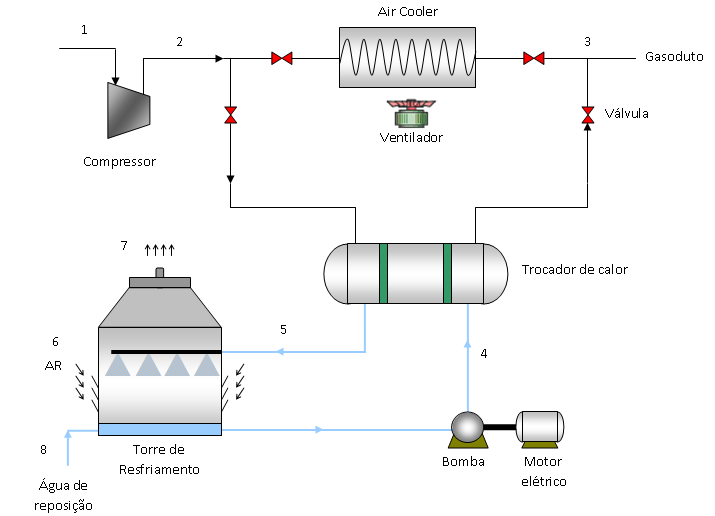 Air Cooler
1
2
3
Gasoduto
Válvula
Ventilador
Compressor
7
Trocador de calor
5
6
AR
4
8
Torre de
Resfriamento
Bomba
Motor
elétrico
Água de
reposição